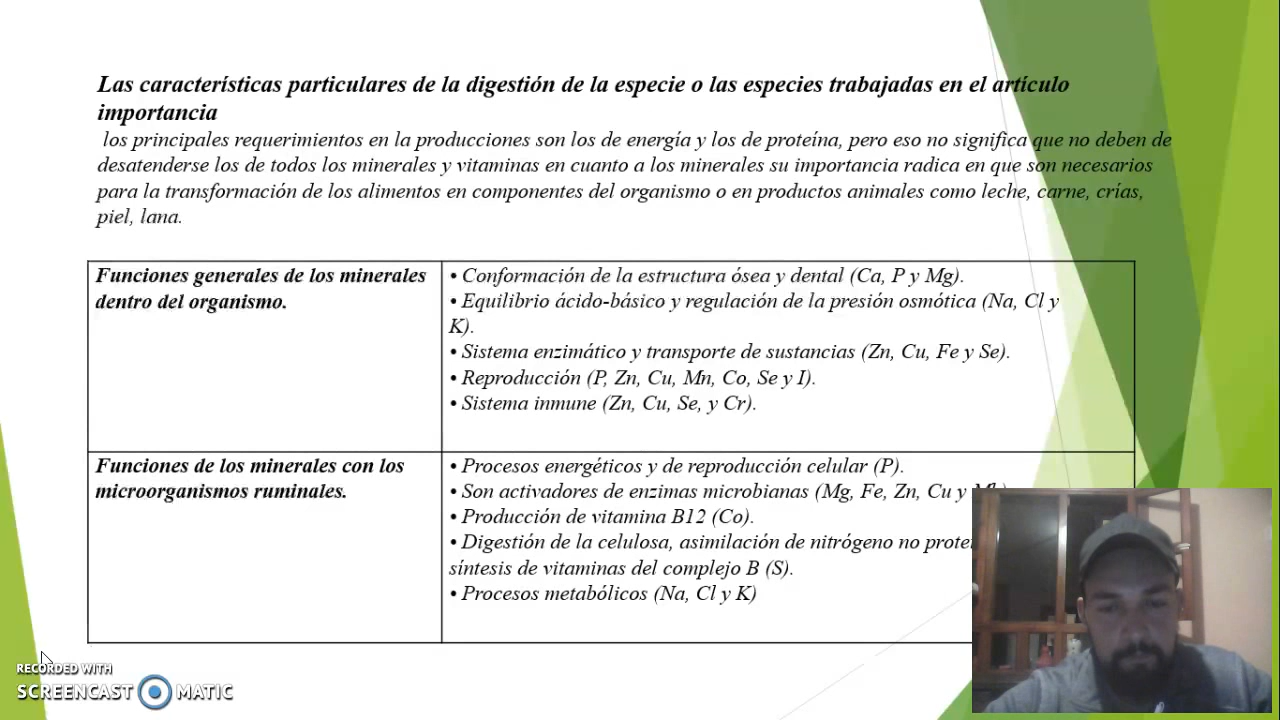 Las características particulares de la digestión de la especie o las especies trabajadas en el artículo
importancia
los principales requerimientos en la producciones son los de energía y los de proteína, pero eso no significa que no deben de
desatenderse los de todos los minerales y vitaminas en cuanto a los minerales su importancia radica en que son necesarios
para la transformación de los alimentos en componentes del organismo o en productos animales como leche, carne, crías,
piel, lana.
Funciones generales de los minerales
dentro del organismo.
• Conformación de la estructura ósea y dental (Ca, P y Mg).
• Equilibrio ácido-básico y regulación de la presión osmótica (Na, Cl y
K).
• Sistema enzimático y transporte de sustancias (Zn, Cu, Fe y Se).
• Reproducción (P, Zn, Cu, Mn, Co, Se y I).
• Sistema inmune (Zn, Cu, Se, y Cr).
Funciones de los minerales con los
microorganismos ruminales.
• Procesos energéticos y de reproducción celular (P).
• Son activadores de enzimas microbianas (Mg, Fe, Zn, Cu y
• Producción de vitamina B12 (Co).
• Digestión de la celulosa, asimilación de nitrógeno no
síntesis de vitaminas del complejo B (S).
• Procesos metabólicos (Na, Cl y K)
RECORDED WITH
SCREENCAST MATIC